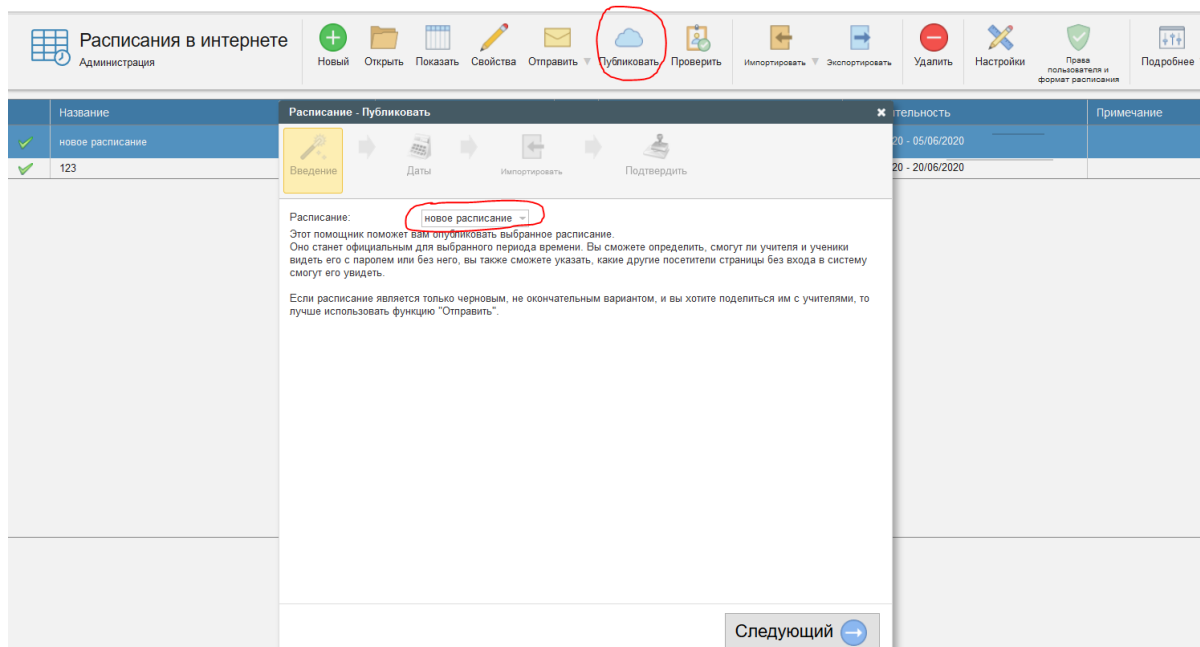 Расписания в интернете
Администрация
Новый
Открыть
Показать
Свойства
Отправить
Публиковать
Проверить
Импортировать
Экспортировать
Удалить
Настройки
Права
пользователя и
формат расписания
Подробнее
Название
Расписание - Публиковать
тельность
Примечание
новое расписание
20 - 05/06/2020
123
20 - 20/06/2020
Введение
Даты
Импортировать
Подтвердить
Расписание:
новое расписание
Этот помощник поможет вам опубликовать выбранное расписание.
Оно станет официальным для выбранного периода времени. Вы сможете определить, смогут ли учителя и ученики
видеть его с паролем или без него, вы также сможете указать, какие другие посетители страницы без входа в систему
смогут его увидеть.
Если расписание является только черновым, не окончательным вариантом, и вы хотите поделиться им с учителями, то
лучше использовать функцию "Отправить".
Следующий